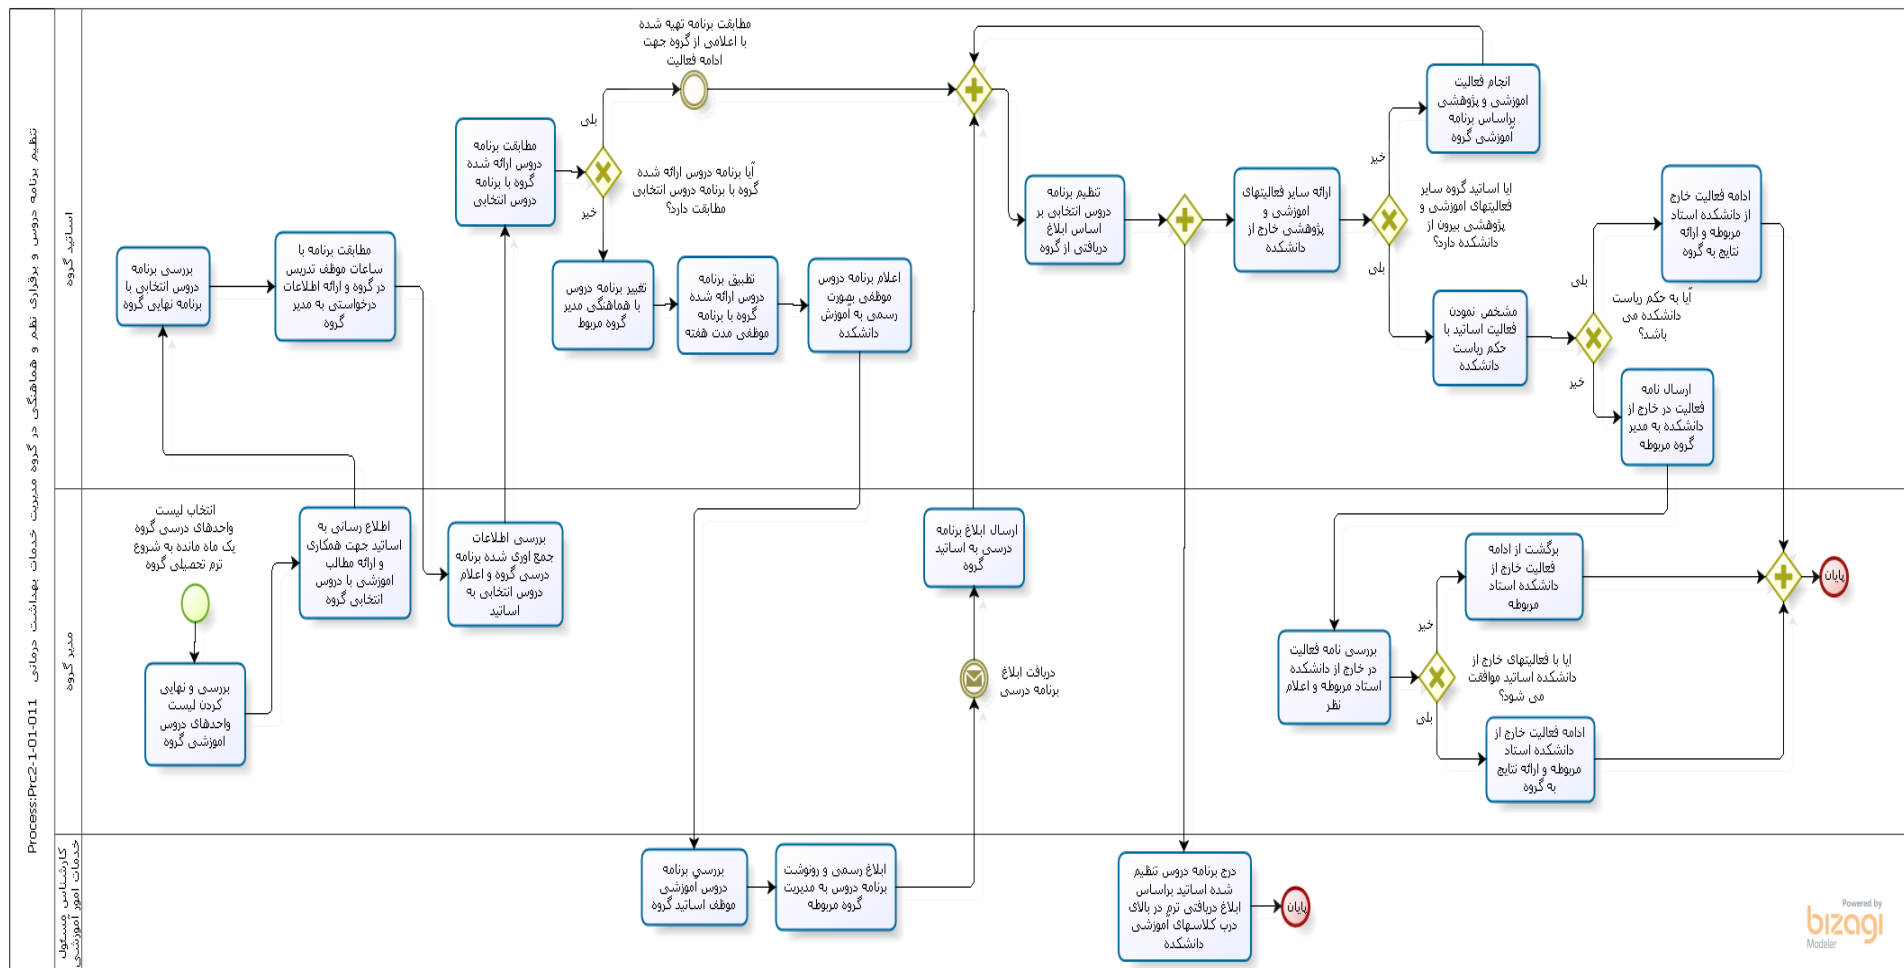 تنظیم برنامه دروس و برقراری نظم و هماهنگی در گروه مدیریت خدمات بهداشت درمانی Process:Prc2-1-01-011
اساتید گروه
مدیر گروه
کارشناس مسئول
خدمات امور آموزشی
انتخاب لیست
واحدهای درسی گروه
یک ماه مانده به شروع
ترم تحصیلی گروه
بررسی و نهایی
کردن لیست
واحدهای دروس
اموزشی گروه
اطلاع رسانی به
اساتید جهت همکاری
و ارائه مطالب
اموزشی با دروس
انتخابی گروه
بررسی برنامه
دروس انتخابی با
برنامه نهایی گروه
مطابقت برنامه با
ساعات موظف تدریس
در گروه و ارائه اطلاعات
درخواستی به مدیر
گروه
بررسی اطلاعات
جمع اوری شده برنامه
درسی گروه و اعلام
دروس انتخابی به
اساتید
مطابقت برنامه
دروس ارائه شده
گروه با برنامه
دروس انتخابی
آیا برنامه دروس ارائه شده
گروه با برنامه دروس انتخابی
مطابقت دارد؟
بلی
خیر
مطابقت برنامه تهیه شده
با اعلامی از گروه جهت
ادامه فعالیت
تغییر برنامه دروس
با هماهنگی مدیر
گروه مربوط
تطبیق برنامه
دروس ارائه شده
گروه با برنامه
موظفی مدت هفته
اعلام برنامه دروس
موظفی بصورت
رسمی به آموزش
دانشکده
بررسی برنامه
دروس آموزشی
موظف اساتید گروه
ابلاغ رسمی و رونوشت
برنامه دروس به مدیریت
گروه مربوطه
دریافت ابلاغ
برنامه درسی
ارسال ابلاغ برنامه
درسی به اساتید
گروه
تنظیم برنامه
دروس انتخابی بر
اساس ابلاغ
دریافتی از گروه
درج برنامه دروس تنظیم
شده اساتید براساس
ابلاغ دریافتی ترم در بالای
درب کلاسهای آموزشی
دانشکده
پایان
ارائه سایر فعالیتهای
اموزشی و
پژوهشی خارج از
دانشکده
ایا اساتید گروه سایر
فعالیتهای اموزشی و
پژوهشی بیرون از
دانشکده دارد؟
خیر
بلی
انجام فعالیت
اموزشی و پژوهشی
براساس برنامه
آموزشی گروه
مشخص نمودن
فعالیت اساتید با
حکم ریاست
دانشکده
آیا به حکم ریاست
دانشکده می
باشد؟
بلی
خیر
ادامه فعالیت خارج
از دانشکده استاد
مربوطه و ارائه
نتایج به گروه
ارسال نامه
فعالیت در خارج از
دانشکده به مدیر
گروه مربوطه
بررسی نامه فعالیت
در خارج از دانشکده
استاد مربوطه و اعلام
نظر
ایا با فعالیتهای خارج از
دانشکده اساتید موافقت
می شود؟
خیر
بلی
برگشت از ادامه
فعالیت خارج از
دانشکده استاد
مربوطه
ادامه فعالیت خارج از
دانشکده استاد
مربوطه و ارائه نتایج
به گروه
پایان
Powered by
bizagi
Modeler